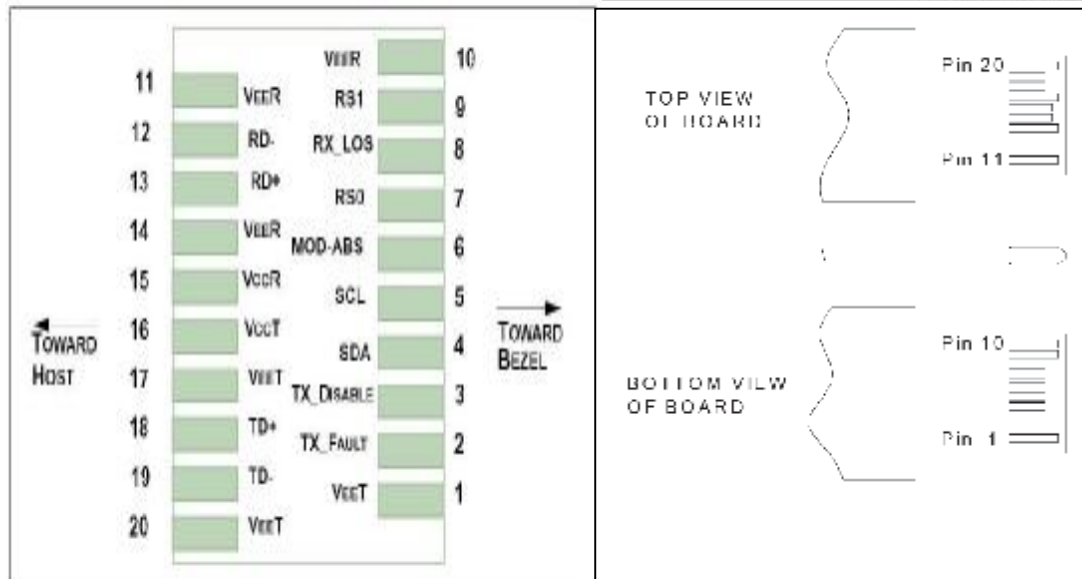 11
VEER
12
RD-
13
RD+
14
VEER
15
VCCR
16
VCCT
17
VEET
18
TD+
19
TD-
20
VEET
TOWARD
HOST
VEER
10
RS1
9
RX_LOS
8
RS0
7
MOD-ABS
6
SCL
5
SDA
4
TX_DISABLE
3
TX_FAULT
2
VEET
1
TOWARD
BEZEL
TOP VIEW
OF BOARD
Pin 20
Pin 11
BOTTOM VIEW
OF BOARD
Pin 10
Pin 1